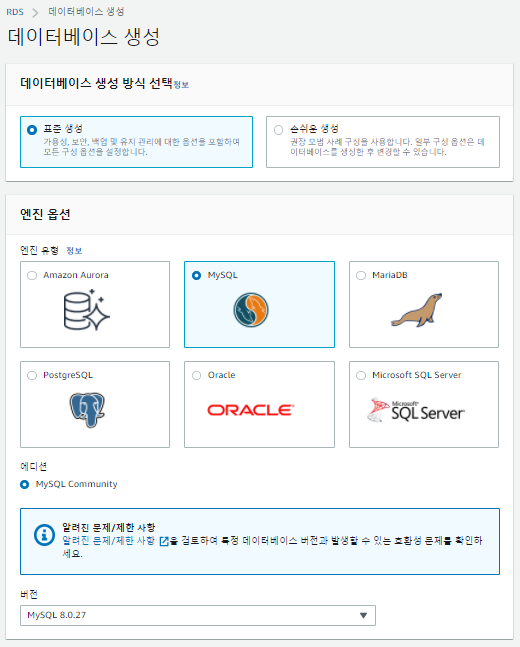 RDS > 데이터베이스 생성
데이터베이스 생성
데이터베이스 생성 방식 선택 정보
표준 생성
가용성, 보안, 백업 및 유지 관리에 대한 옵션을 포함하여
모든 구성 옵션을 설정합니다.
손쉬운 생성
권장 모범 사례 구성을 사용합니다. 일부 구성 옵션은 데
이터베이스를 생성한 후 변경할 수 있습니다.
엔진 옵션
엔진 유형 정보
Amazon Aurora
MySQL
MariaDB
PostgreSQL
Oracle
ORACLE
Microsoft SQL Server
Microsoft
SQL Server
에디션
MySQL Community
알려진 문제/제한 사항
알려진 문제/제한 사항 을 검토하여 특정 데이터베이스 버전과 발생할 수 있는 호환성 문제를 확인하
세요.
버전
MySQL 8.0.27